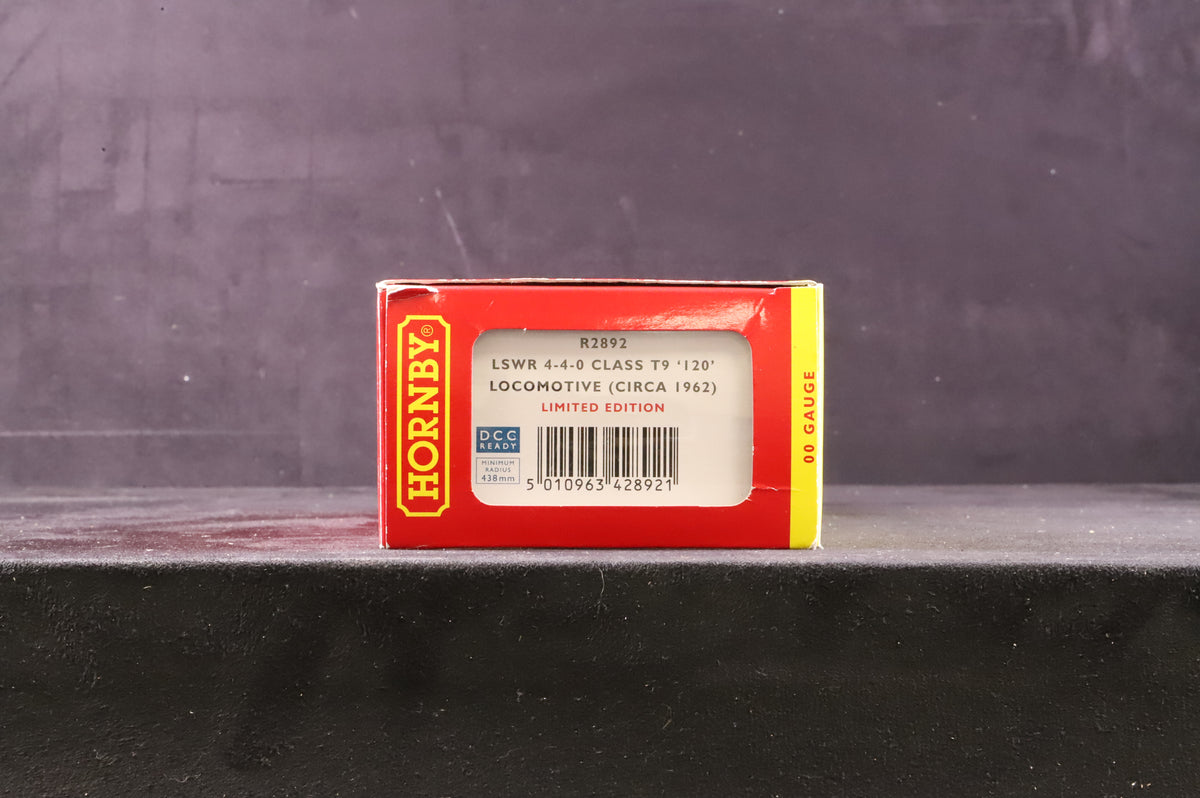 HORNBY®
R2892
LSWR 4-4-0 CLASS T9 ‘120’
LOCOMOTIVE (CIRCA 1962)
LIMITED EDITION
DCC
READY
MINIMUM
RADIUS
438mm
5 010963 428921
00 GAUGE